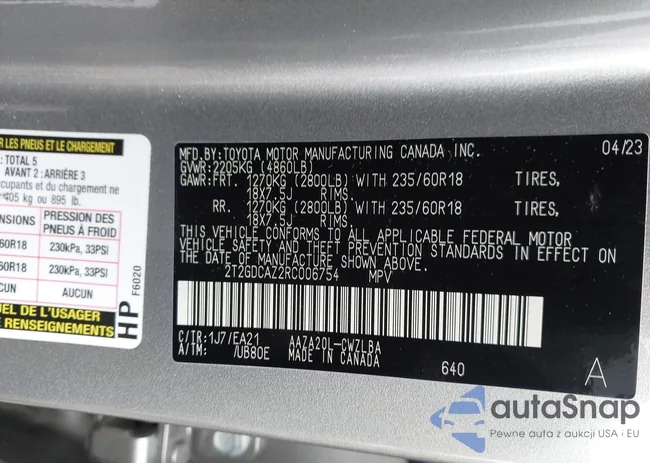 R LES PNEUS ET LE CHARGEMENT
TOTAL 5
AVANT 2 : ARRIÈRE 3
cupants et du chargement ne
405 kg ou 895 lb.
ENSIONS PRESSION DES PNEUS À FROID
60R18 230kPa, 33PSI
60R18 230kPa, 33PSI
CUN AUCUN
EL DE L'USAGER
RENSEIGNEMENTS
HP F6020
MFD.BY:TOYOTA MOTOR MANUFACTURING CANADA INC. 04/23
GVWR:2205KG (4860LB)
GAWR:FRT. 1270KG (2800LB) WITH 235/60R18 TIRES,
18X7.5J RIMS.
RR. 1270KG (2800LB) WITH 235/60R18 TIRES,
18X7.5J RIMS.
THIS VEHICLE CONFORMS TO ALL APPLICABLE FEDERAL MOTOR
VEHICLE SAFETY AND THEFT PREVENTION STANDARDS IN EFFECT ON
THE DATE OF MANUFACTURE SHOWN ABOVE.
2T2GDCAZ2RC006754 MPV
C/TR:1J7/EA21 AAZA20L-CWZLBA
A/TM: /UB80E MADE IN CANADA 640 A
autaSnap
Pewne auta z aukcji USA i EU